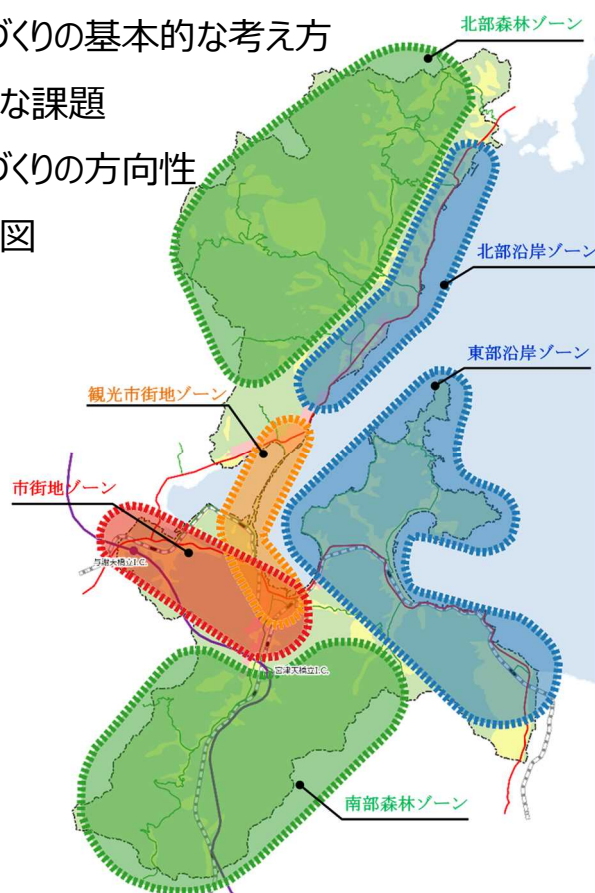 づくりの基本的な考え方
な課題
づくりの方向性
図
北部森林ゾーン
北部沿岸ゾーン
東部沿岸ゾーン
観光市街地ゾーン
市街地ゾーン
与謝天橋立I.C.
宮津天橋立I.C.
南部森林ゾーン